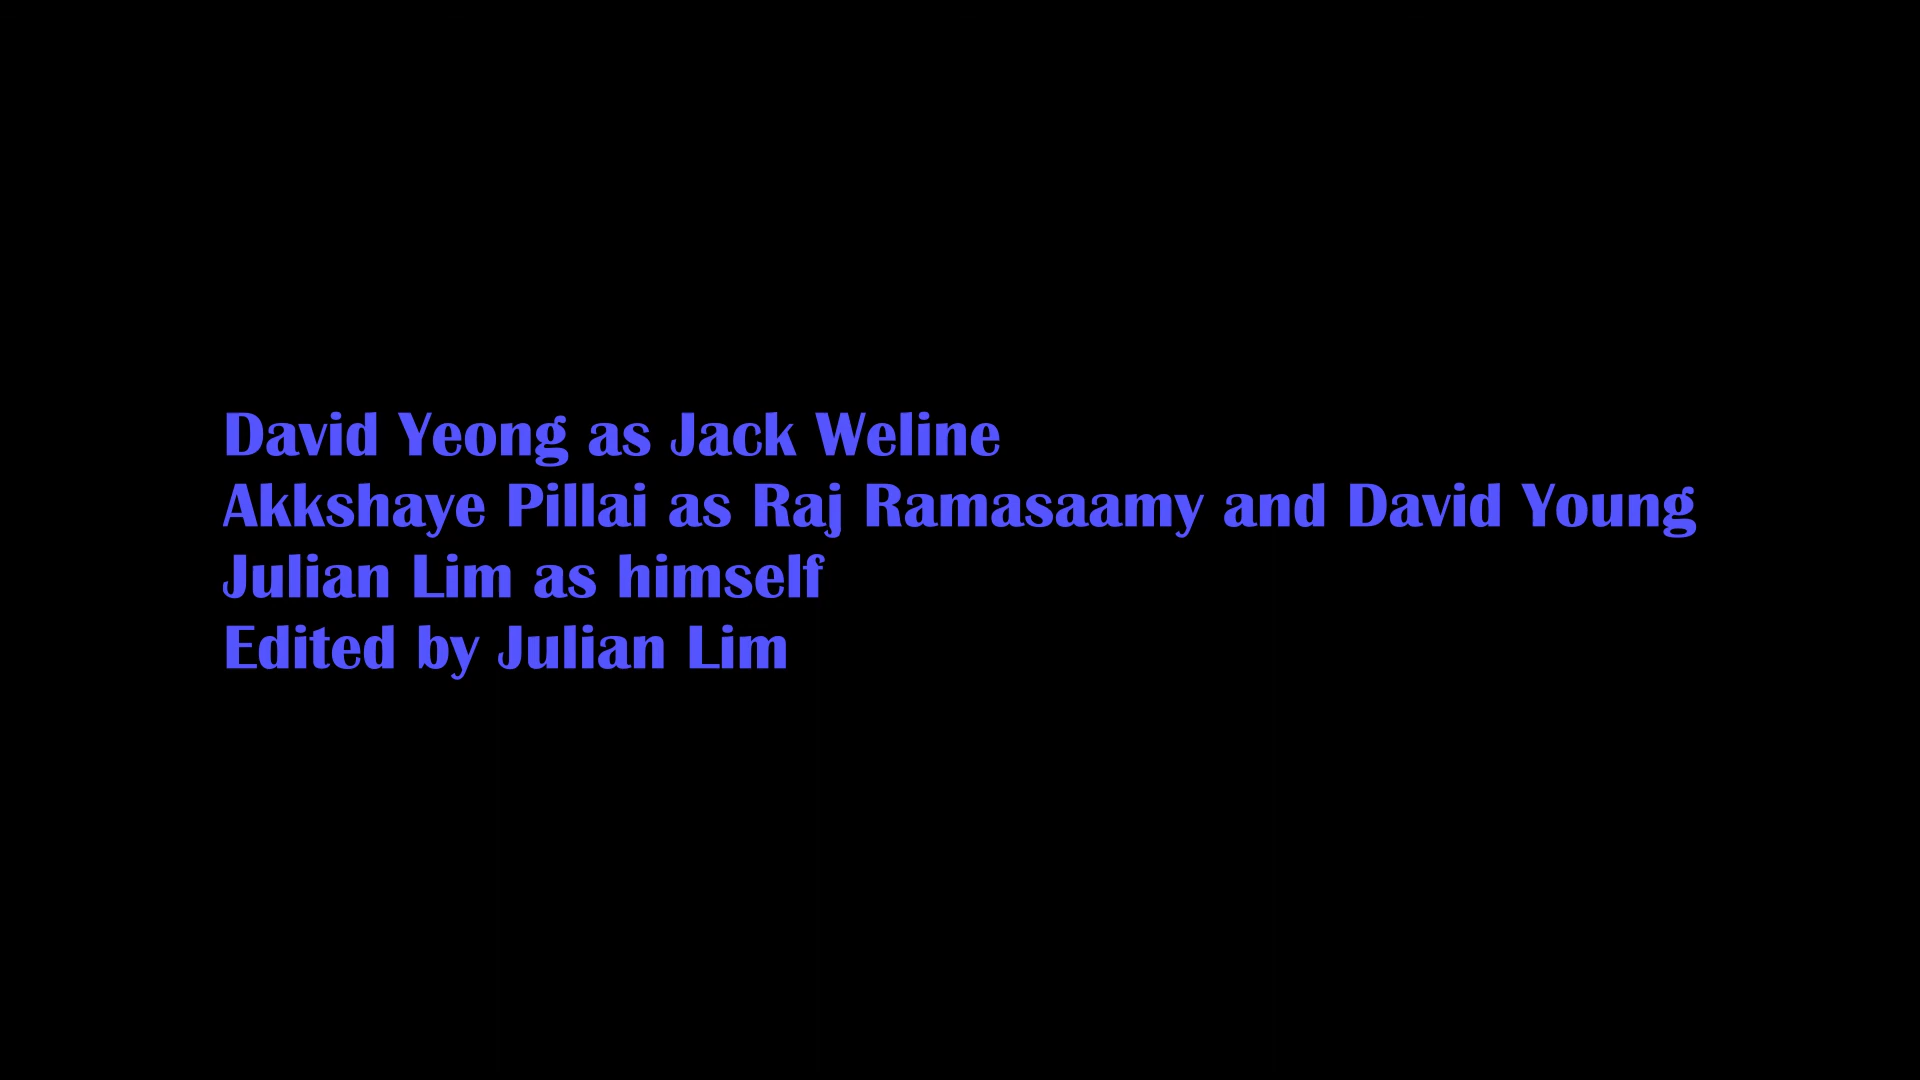 David Yeong as Jack Weline
Akkshaye Pillai as Raj Ramasaamy and David Young
Julian Lim as himself
Edited by Julian Lim